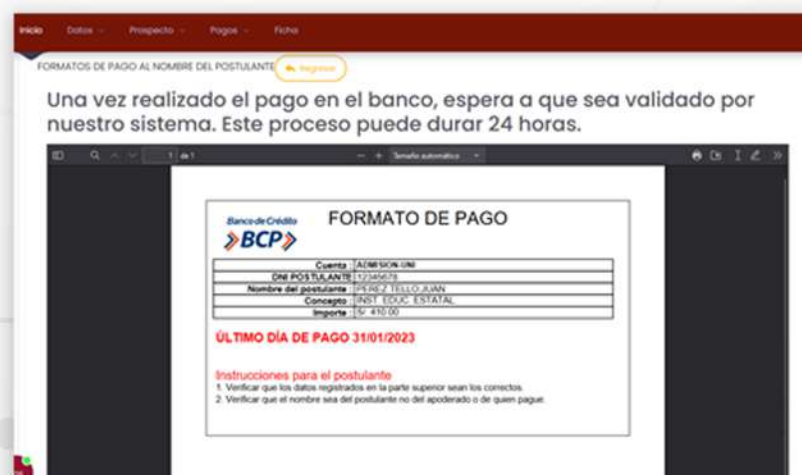 Inicio Datos Prospecto Pagos Ficha
FORMATOS DE PAGO AL NOMBRE DEL POSTULANTE Regresar
Una vez realizado el pago en el banco, espera a que sea validado por
nuestro sistema. Este proceso puede durar 24 horas.
1 de 1 Tamaño automático
Banco de Crédito FORMATO DE PAGO
BCP
Cuenta : ADMISION-UNI
DNI POSTULANTE 12345678
Nombre del postulante : PEREZ TELLO JUAN
Concepto : INST. EDUC. ESTATAL
Importe : S/ 410.00
ÚLTIMO DÍA DE PAGO 31/01/2023
Instrucciones para el postulante
1. Verificar que los datos registrados en la parte superior sean los correctos.
2. Verificar que el nombre sea del postulante no del apoderado o de quien pague.